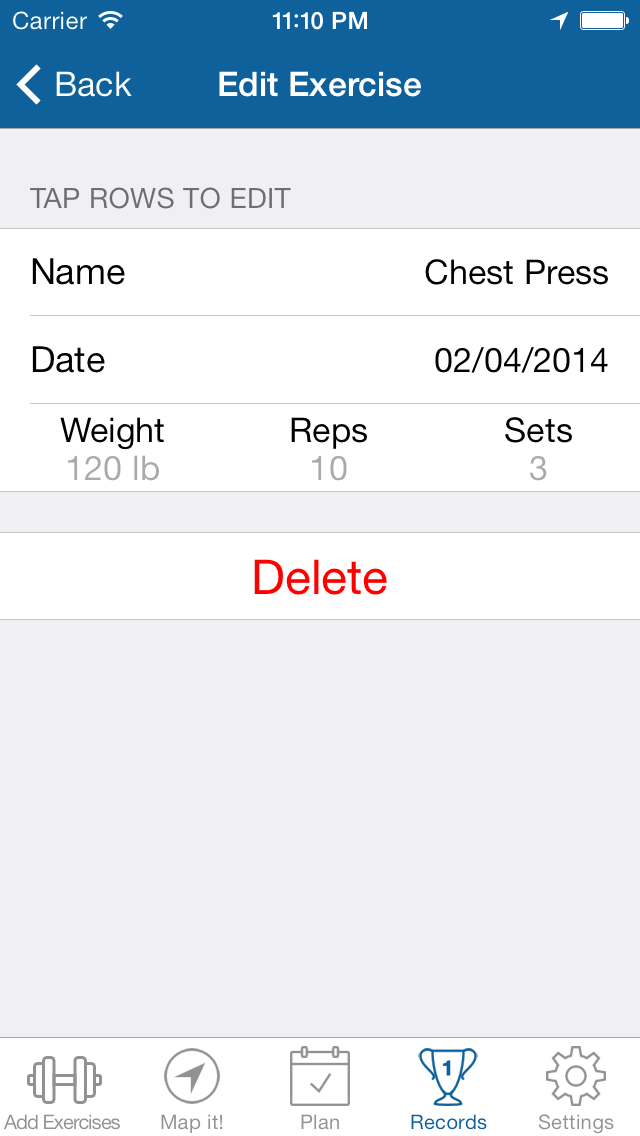 Carrier 11:10 PM
Back Edit Exercise
TAP ROWS TO EDIT
Name Chest Press
Date 02/04/2014
Weight Reps Sets
120 lb 10 3
Delete
1
Add Exercises Map it! Plan Records Settings